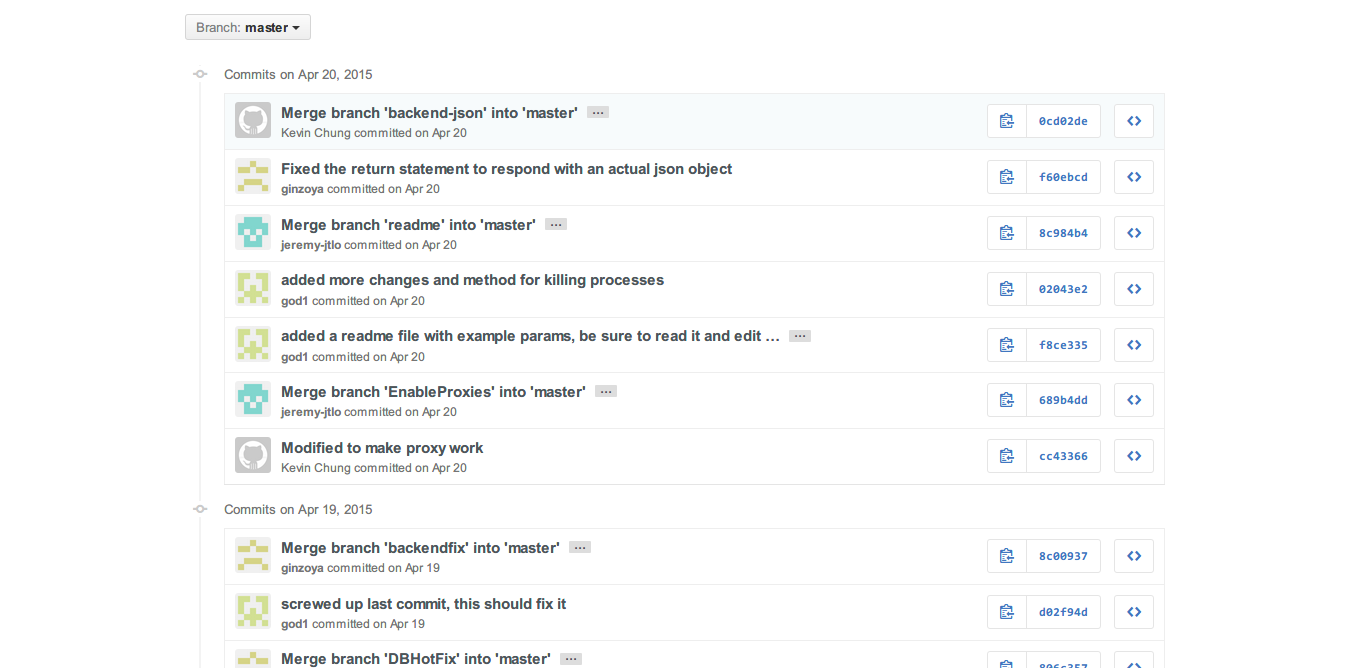 Branch: master
Commits on Apr 20, 2015
Merge branch 'backend-json' into 'master' ...
Kevin Chung committed on Apr 20
0cd02de
Fixed the return statement to respond with an actual json object
ginzoya committed on Apr 20
f60ebcd
Merge branch 'readme' into 'master' ...
jeremy-jtlo committed on Apr 20
8c984b4
added more changes and method for killing processes
god1 committed on Apr 20
02043e2
added a readme file with example params, be sure to read it and edit … ...
god1 committed on Apr 20
f8ce335
Merge branch 'EnableProxies' into 'master' ...
jeremy-jtlo committed on Apr 20
689b4dd
Modified to make proxy work
Kevin Chung committed on Apr 20
cc43366
Commits on Apr 19, 2015
Merge branch 'backendfix' into 'master' ...
ginzoya committed on Apr 19
8c00937
screwed up last commit, this should fix it
god1 committed on Apr 19
d02f94d
Merge branch 'DBHotFix' into 'master' ...